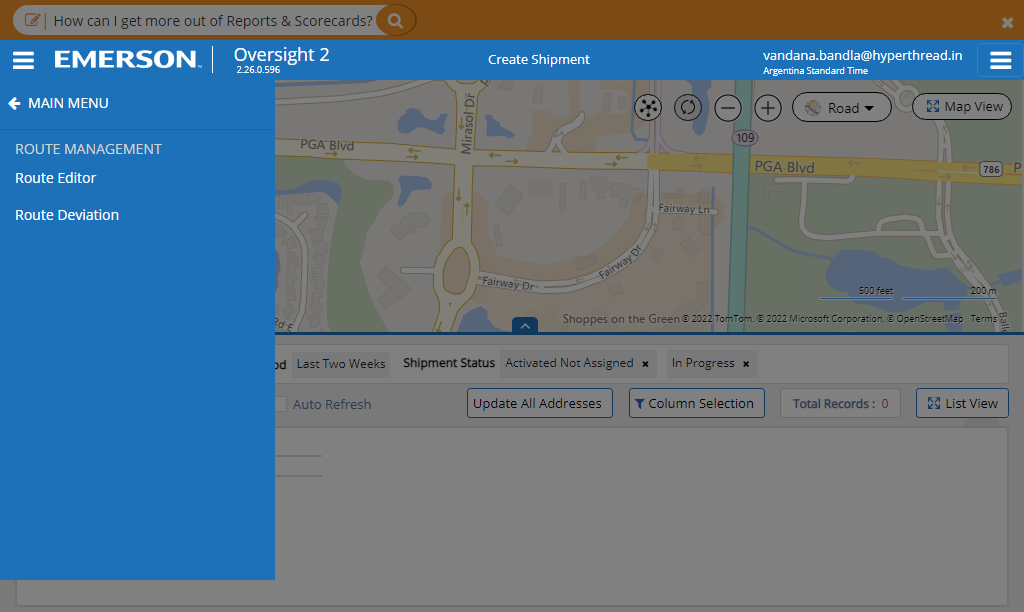 How can I get more out of Reports & Scorecards?
EMERSON
Oversight 2
2.26.0.596
Create Shipment
vandana.bandla@hyperthread.in
Argentina Standard Time
MAIN MENU
ROUTE MANAGEMENT
Route Editor
Route Deviation
Mirasol Dr
PGA Blvd
Road
Map View
109
PGA Blvd
786
P
Fairway Ln
Fairway Dr
Fairway Dr
500 feet
200 m
Rd E
Shoppes on the Green
© 2022 TomTom, © 2022 Microsoft Corporation, © OpenStreetMap Terms
Balle
od
Last Two Weeks
Shipment Status
Activated Not Assigned ×
In Progress ×
Auto Refresh
Update All Addresses
Column Selection
Total Records : 0
List View